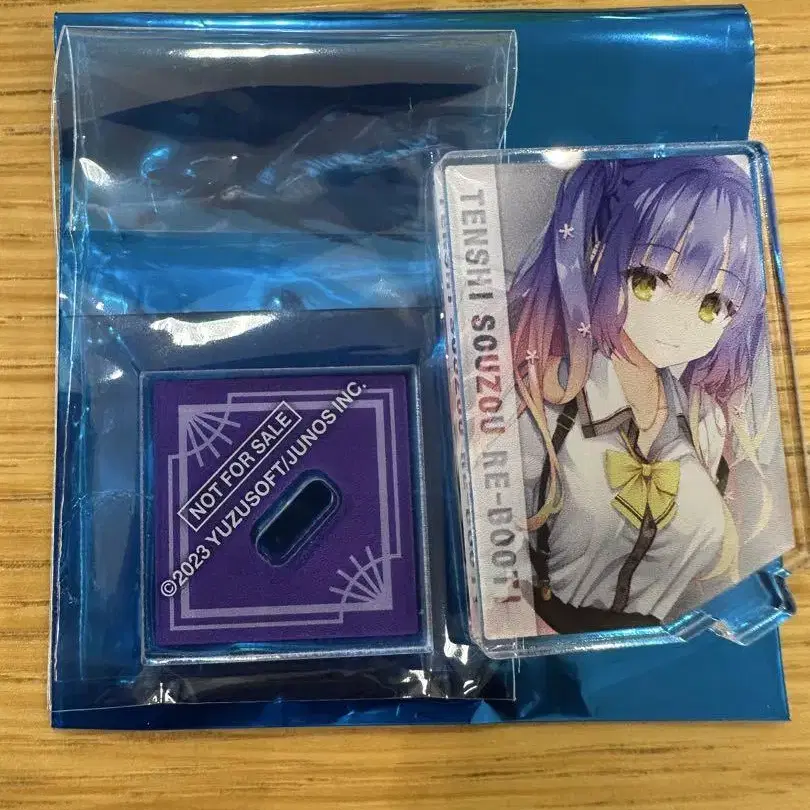 NOT FOR SALE
©2023 YUZUSOFT/JUNOS INC.
TENSHI SOUZOU RE-BOOT!